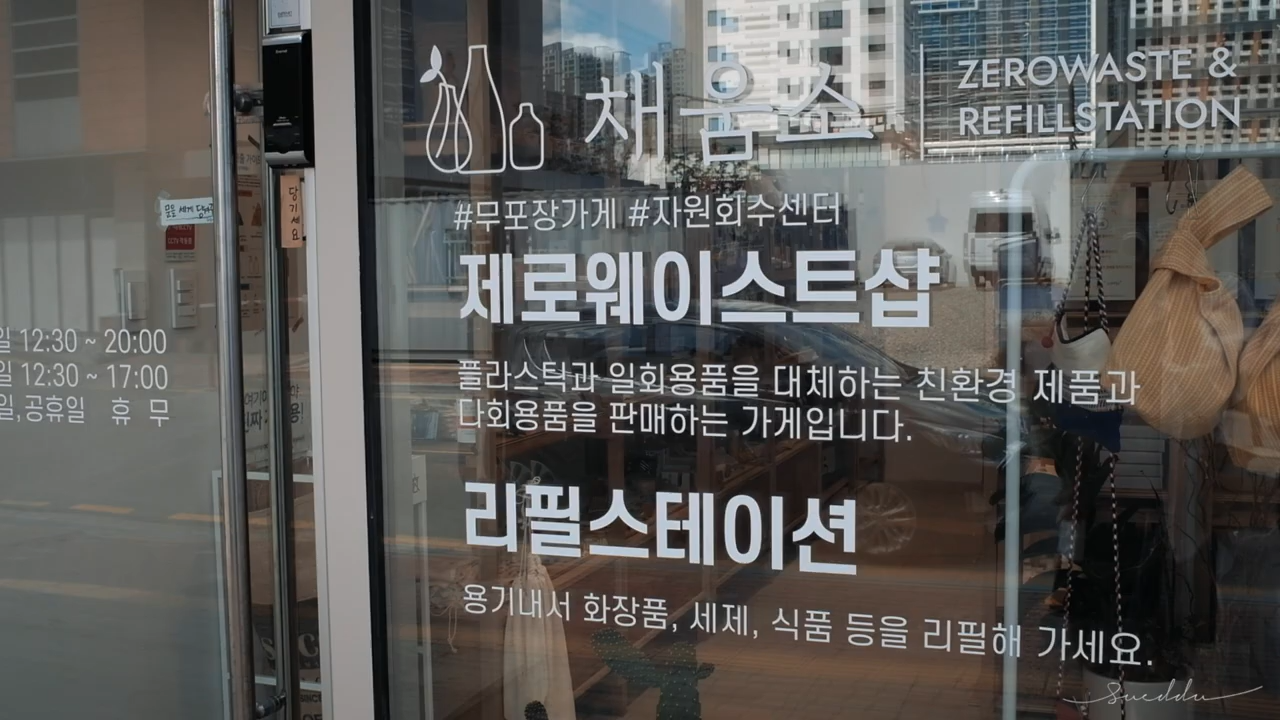 채움소
ZEROWASTE &
REFILLSTATION
#무포장가게 #자원회수센터
제로웨이스트샵
플라스틱과 일회용품을 대체하는 친환경 제품과
다회용품을 판매하는 가게입니다.
리필스테이션
용기내서 화장품, 세제, 식품 등을 리필해 가세요.
당기세요
일 12:30 ~ 20:00
일 12:30 ~ 17:00
일,공휴일 휴 무
Sueddu